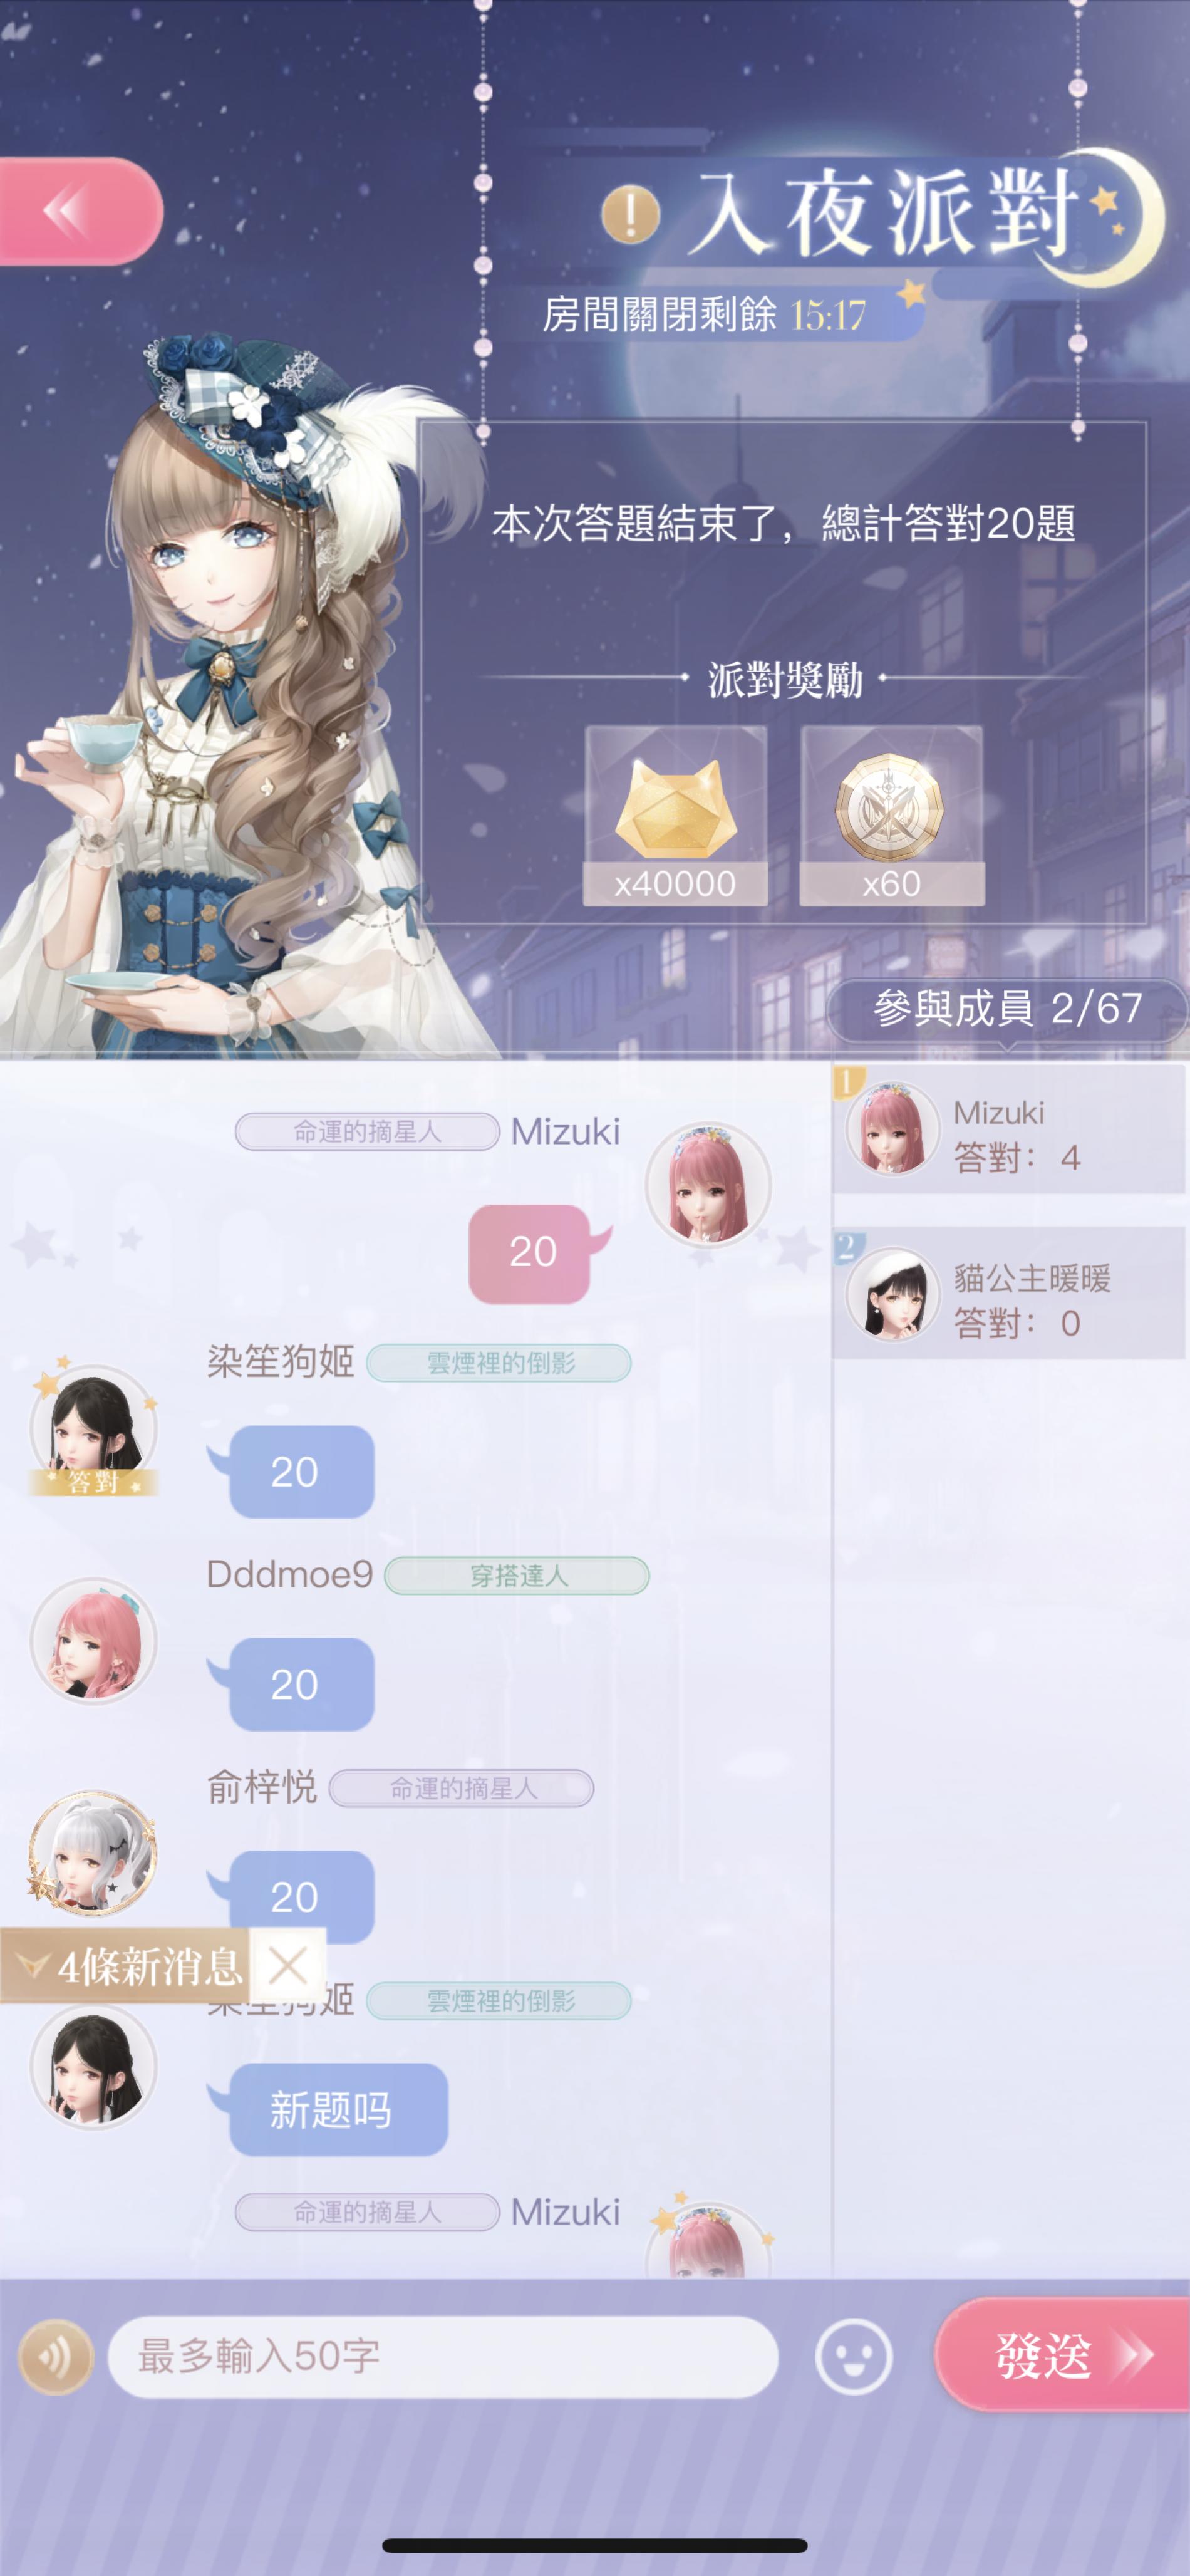 入夜派對
房間關閉剩餘 15:17
本次答題結束了，總計答對20題
派對獎勵
x40000
x60
參與成員 2/67
1
Mizuki
答對：4
2
貓公主暖暖
答對：0
命運的摘星人 Mizuki
20
染笙狗姬 雲煙裡的倒影
答對
20
Dddmoe9 穿搭達人
20
俞梓悦 命運的摘星人
20
4條新消息
染笙狗姬 雲煙裡的倒影
新题吗
命運的摘星人 Mizuki
最多輸入50字
發送